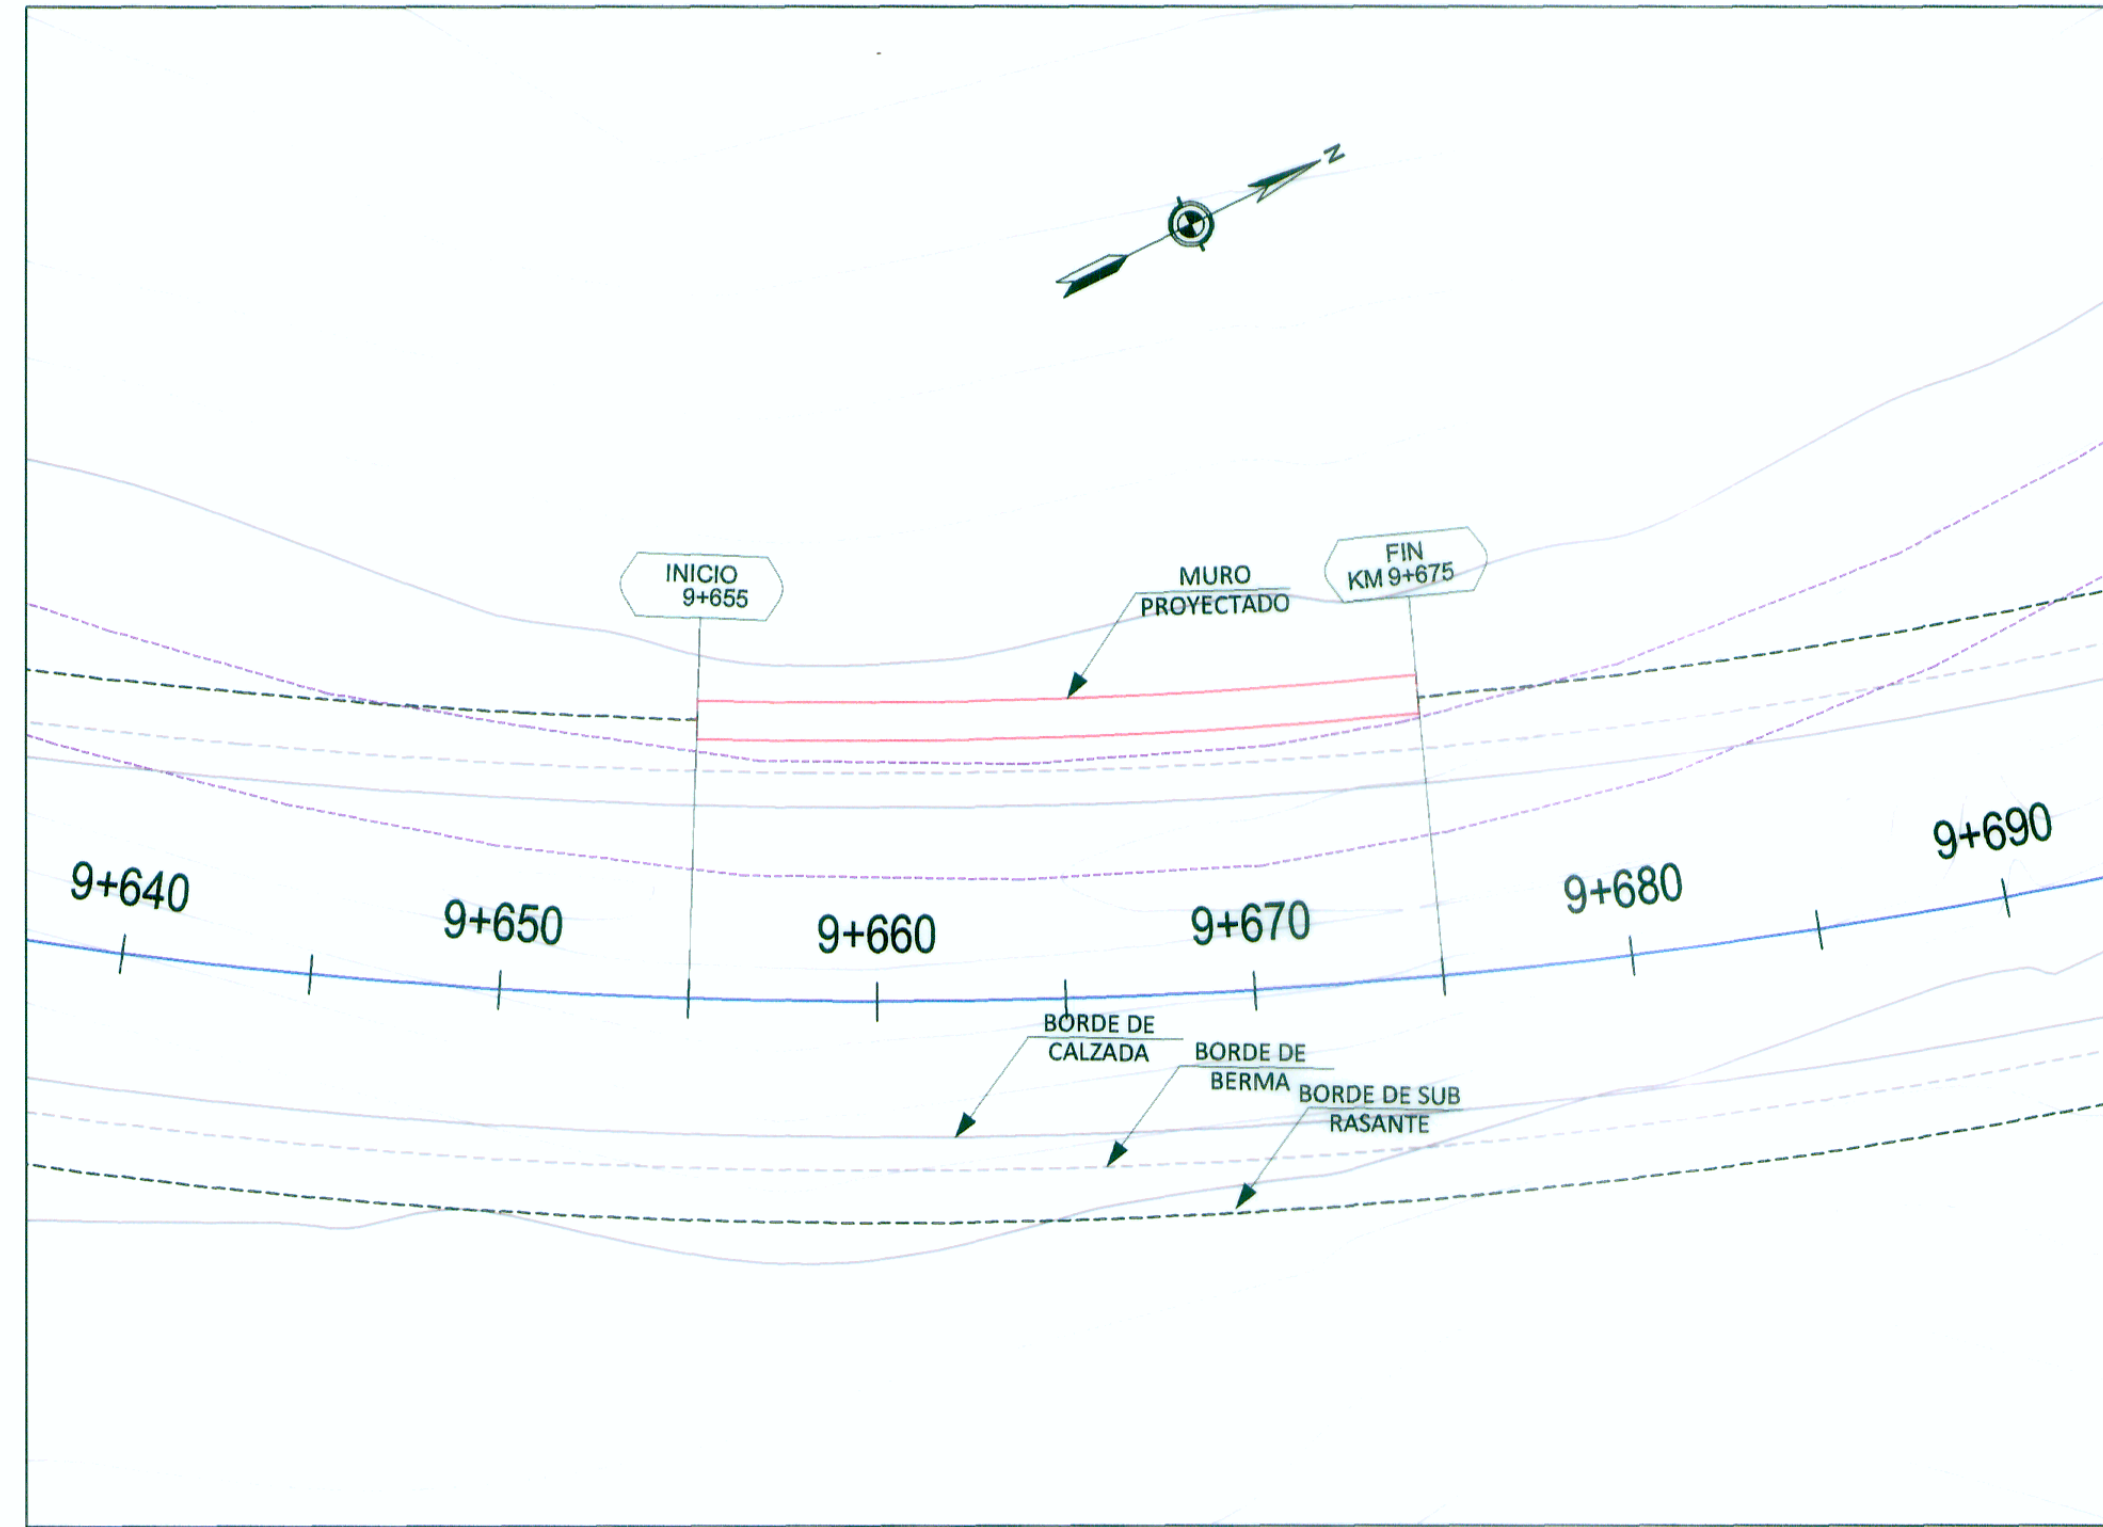 N
INICIO
9+655
MURO
PROYECTADO
FIN
KM 9+675
9+640
9+650
9+660
9+670
9+680
9+690
BORDE DE
CALZADA
BORDE DE
BERMA
BORDE DE SUB
RASANTE